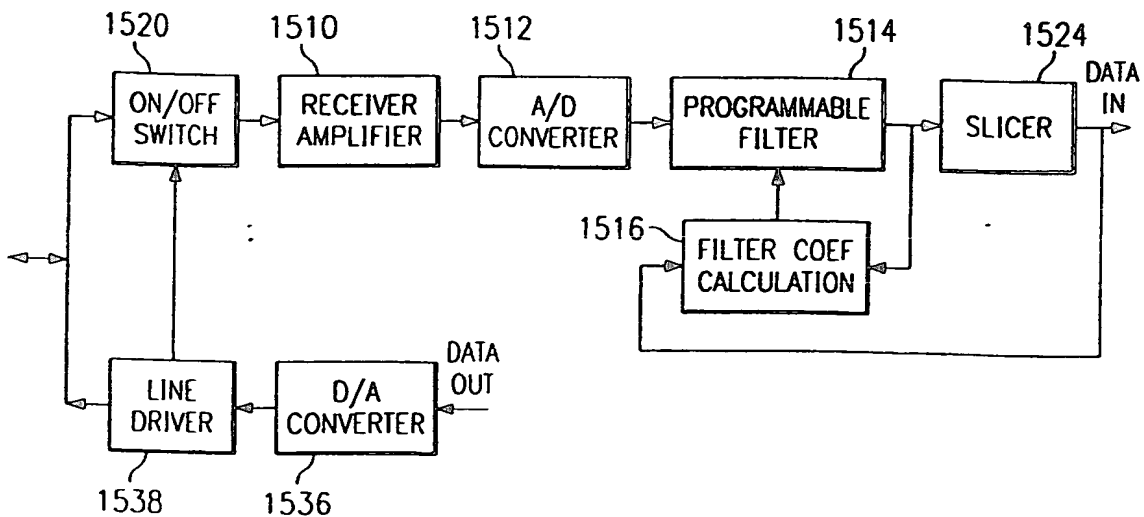 1520
1510
1512
1514
1524
ON/OFF
SWITCH
RECEIVER
AMPLIFIER
A/D
CONVERTER
PROGRAMMABLE
FILTER
SLICER
DATA
IN
1516
FILTER COEF
CALCULATION
LINE
DRIVER
D/A
CONVERTER
DATA
OUT
1538
1536